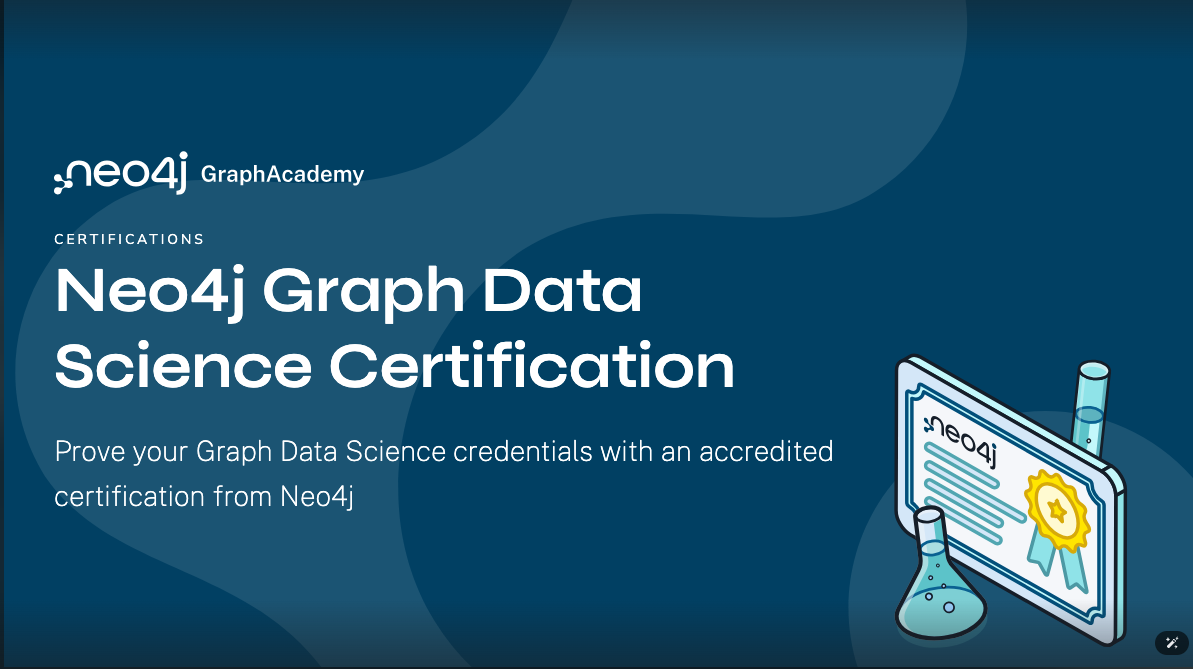 neo4j GraphAcademy
CERTIFICATIONS
Neo4j Graph Data
Science Certification
Prove your Graph Data Science credentials with an accredited
certification from Neo4j
neo4j